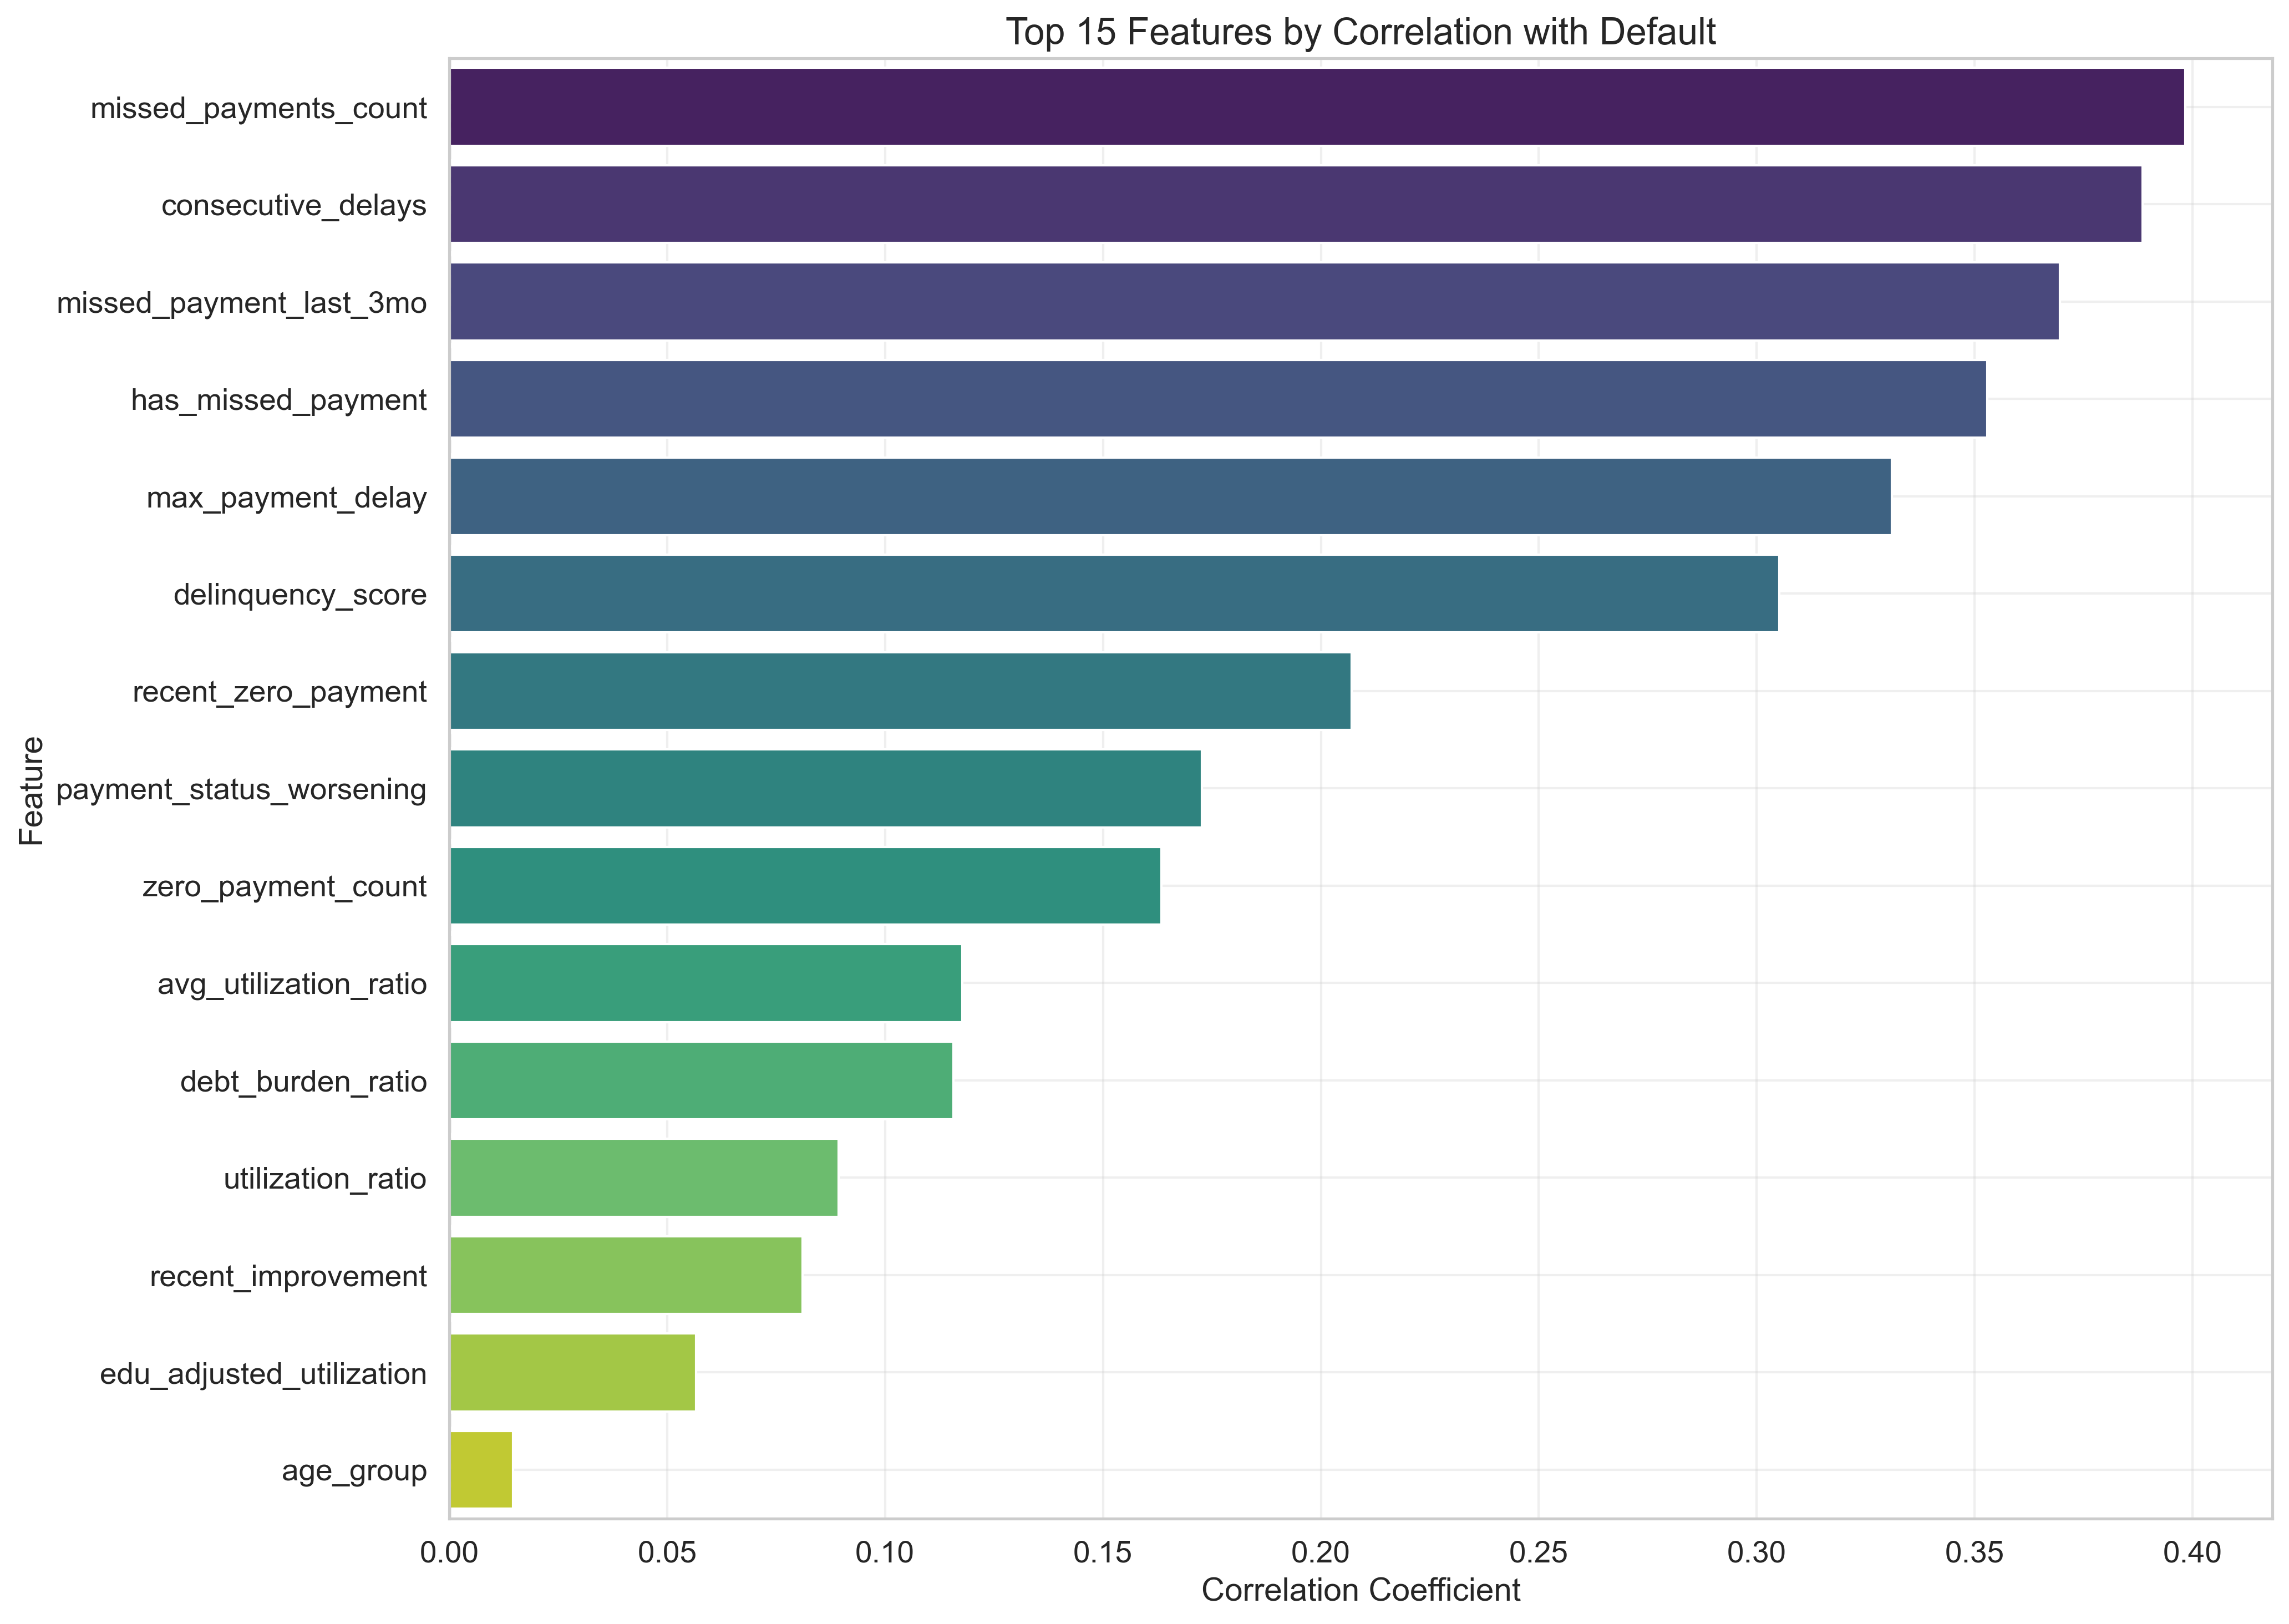 Top 15 Features by Correlation with Default
Feature
missed_payments_count
consecutive_delays
missed_payment_last_3mo
has_missed_payment
max_payment_delay
delinquency_score
recent_zero_payment
payment_status_worsening
zero_payment_count
avg_utilization_ratio
debt_burden_ratio
utilization_ratio
recent_improvement
edu_adjusted_utilization
age_group
0.00 0.05 0.10 0.15 0.20 0.25 0.30 0.35 0.40
Correlation Coefficient